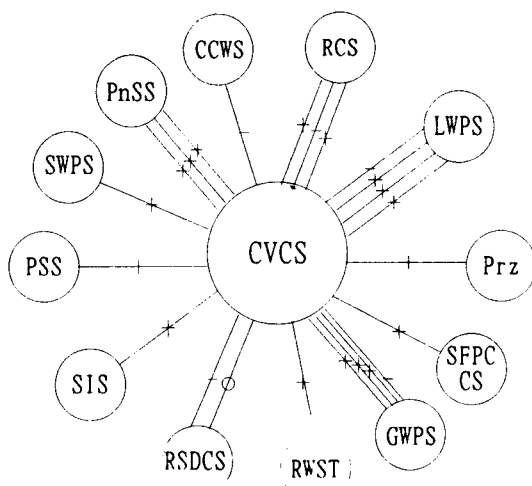 CCWS
RCS
PnSS
LWPS
SWPS
CVCS
PSS
Prz
SIS
SFPC
CS
RSDCS
RWST
GWPS